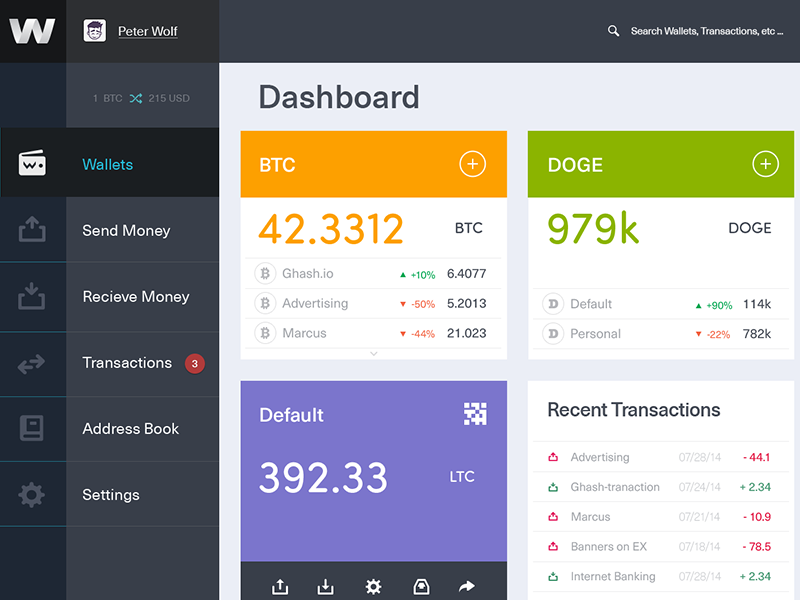 W
Peter Wolf
Search Wallets, Transactions, etc ...
1 BTC 215 USD
Wallets
Send Money
Recieve Money
Transactions 3
Address Book
Settings
Dashboard
BTC
42.3312 BTC
Ghash.io +10% 6.4077
Advertising -50% 5.2013
Marcus -44% 21.023
DOGE
979k DOGE
D Default +90% 114k
D Personal -22% 782k
Default
392.33 LTC
Recent Transactions
Advertising 07/28/14 - 44.1
Ghash-tranaction 07/24/14 + 2.34
Marcus 07/21/14 - 10.9
Banners on EX 07/18/14 - 78.5
Internet Banking 07/28/14 + 2.34